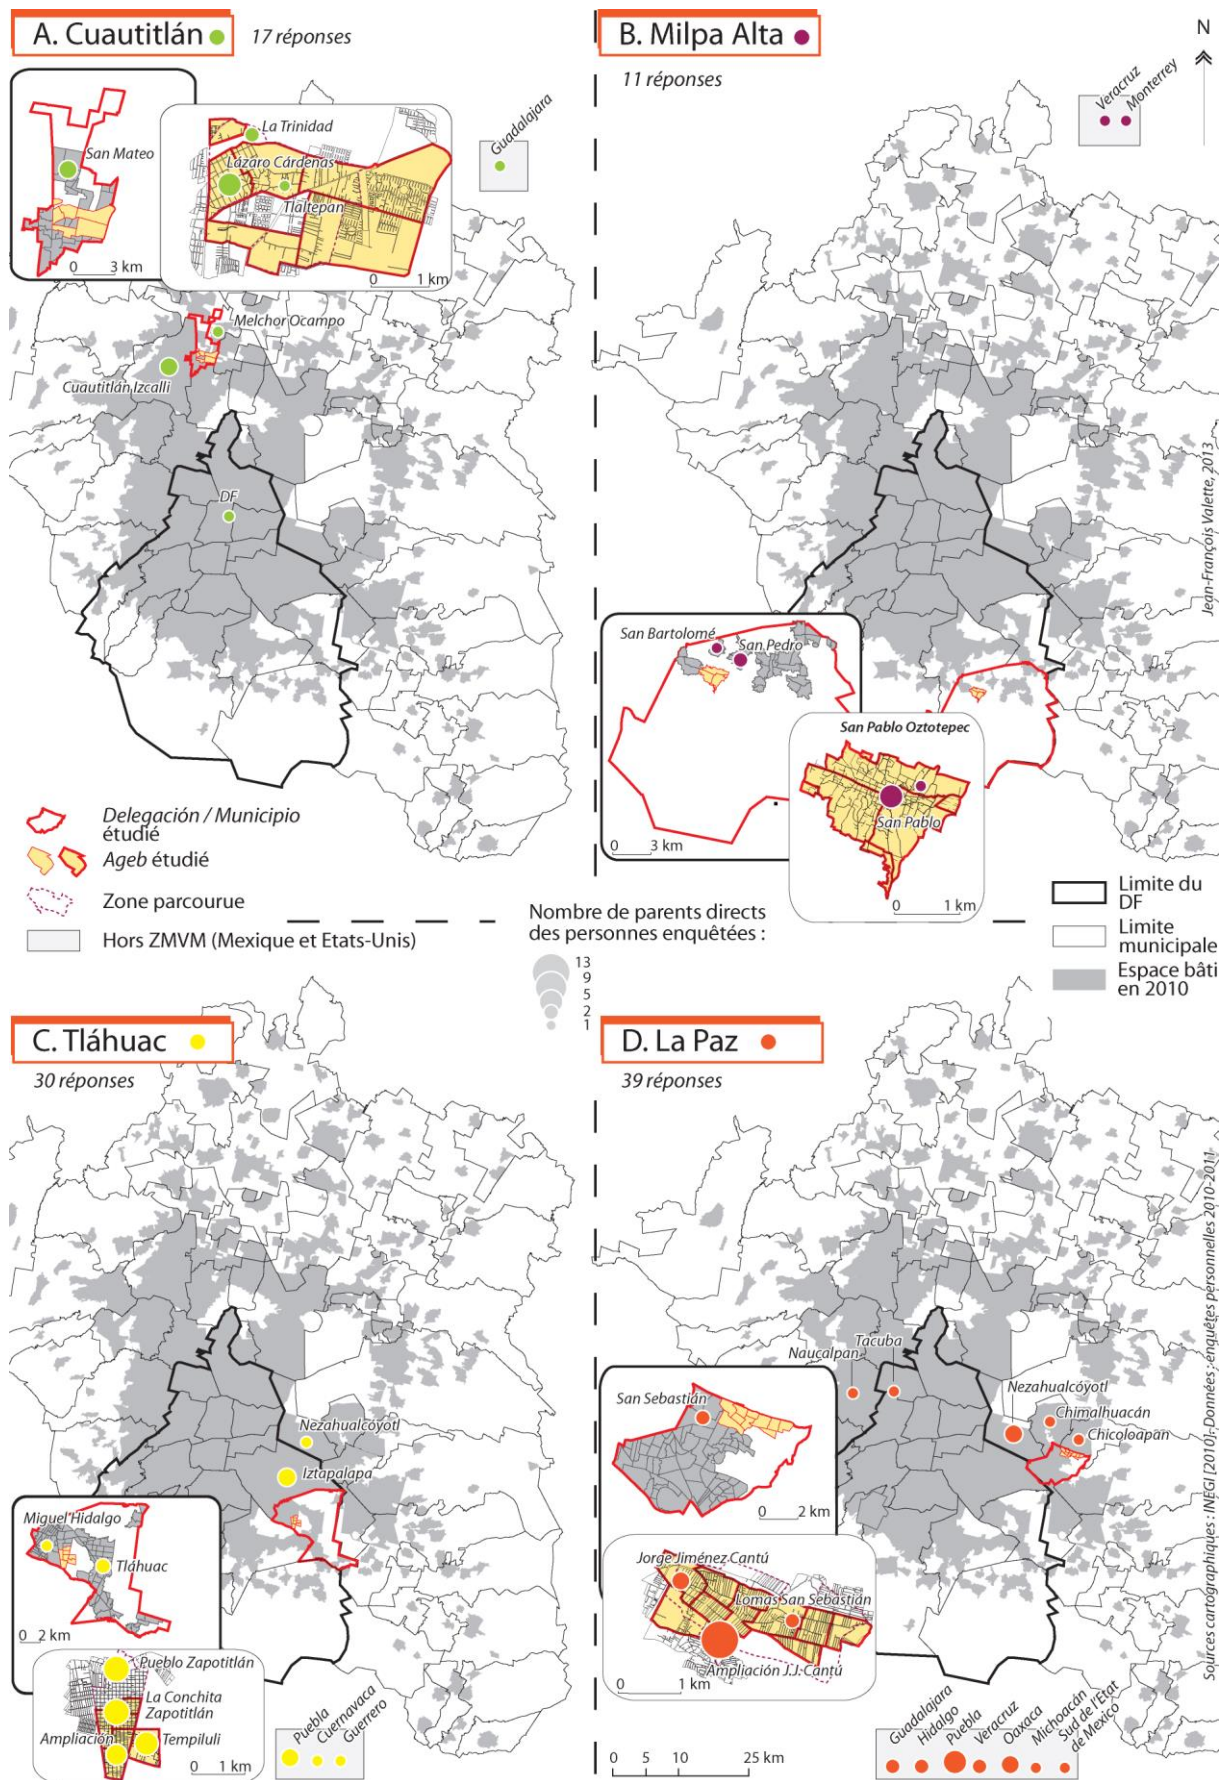 A. Cuautitlán
17 réponses
San Mateo
0 3 km
La Trinidad
Lázaro Cárdenas
Tlaltepan
0 1 km
Guadalajara
Melchor Ocampo
Cuautitlán Izcalli
DF
B. Milpa Alta
11 réponses
Veracruz
Monterrey
N
San Bartolomé
San Pedro
0 3 km
San Pablo Oztotepec
San Pablo
0 1 km
Jean-François Valette, 2013
Delegación / Municipio
étudié
Ageb étudié
Zone parcourue
Hors ZMVM (Mexique et Etats-Unis)
Nombre de parents directs
des personnes enquêtées :
13
9
5
2
1
Limite du
DF
Limite
municipale
Espace bâti
en 2010
C. Tláhuac
30 réponses
Nezahualcóyotl
Iztapalapa
Miguel Hidalgo
Tláhuac
0 2 km
Pueblo Zapotitlán
La Conchita
Zapotitlán
Ampliación
Tempiluli
0 1 km
Puebla
Cuernavaca
Guerrero
D. La Paz
39 réponses
Tacuba
Naucalpan
Nezahualcóyotl
Chimalhuacán
Chicoloapan
San Sebastián
0 2 km
Jorge Jiménez Cantú
Lomas San Sebastián
Ampliación J.J. Cantú
0 1 km
Guadalajara
Hidalgo
Puebla
Veracruz
Oaxaca
Michoacán
Sud de l'Etat
de Mexico
0 5 10 25 km
Sources cartographiques : INEGI [2010]; Données : enquêtes personnelles 2010-2011